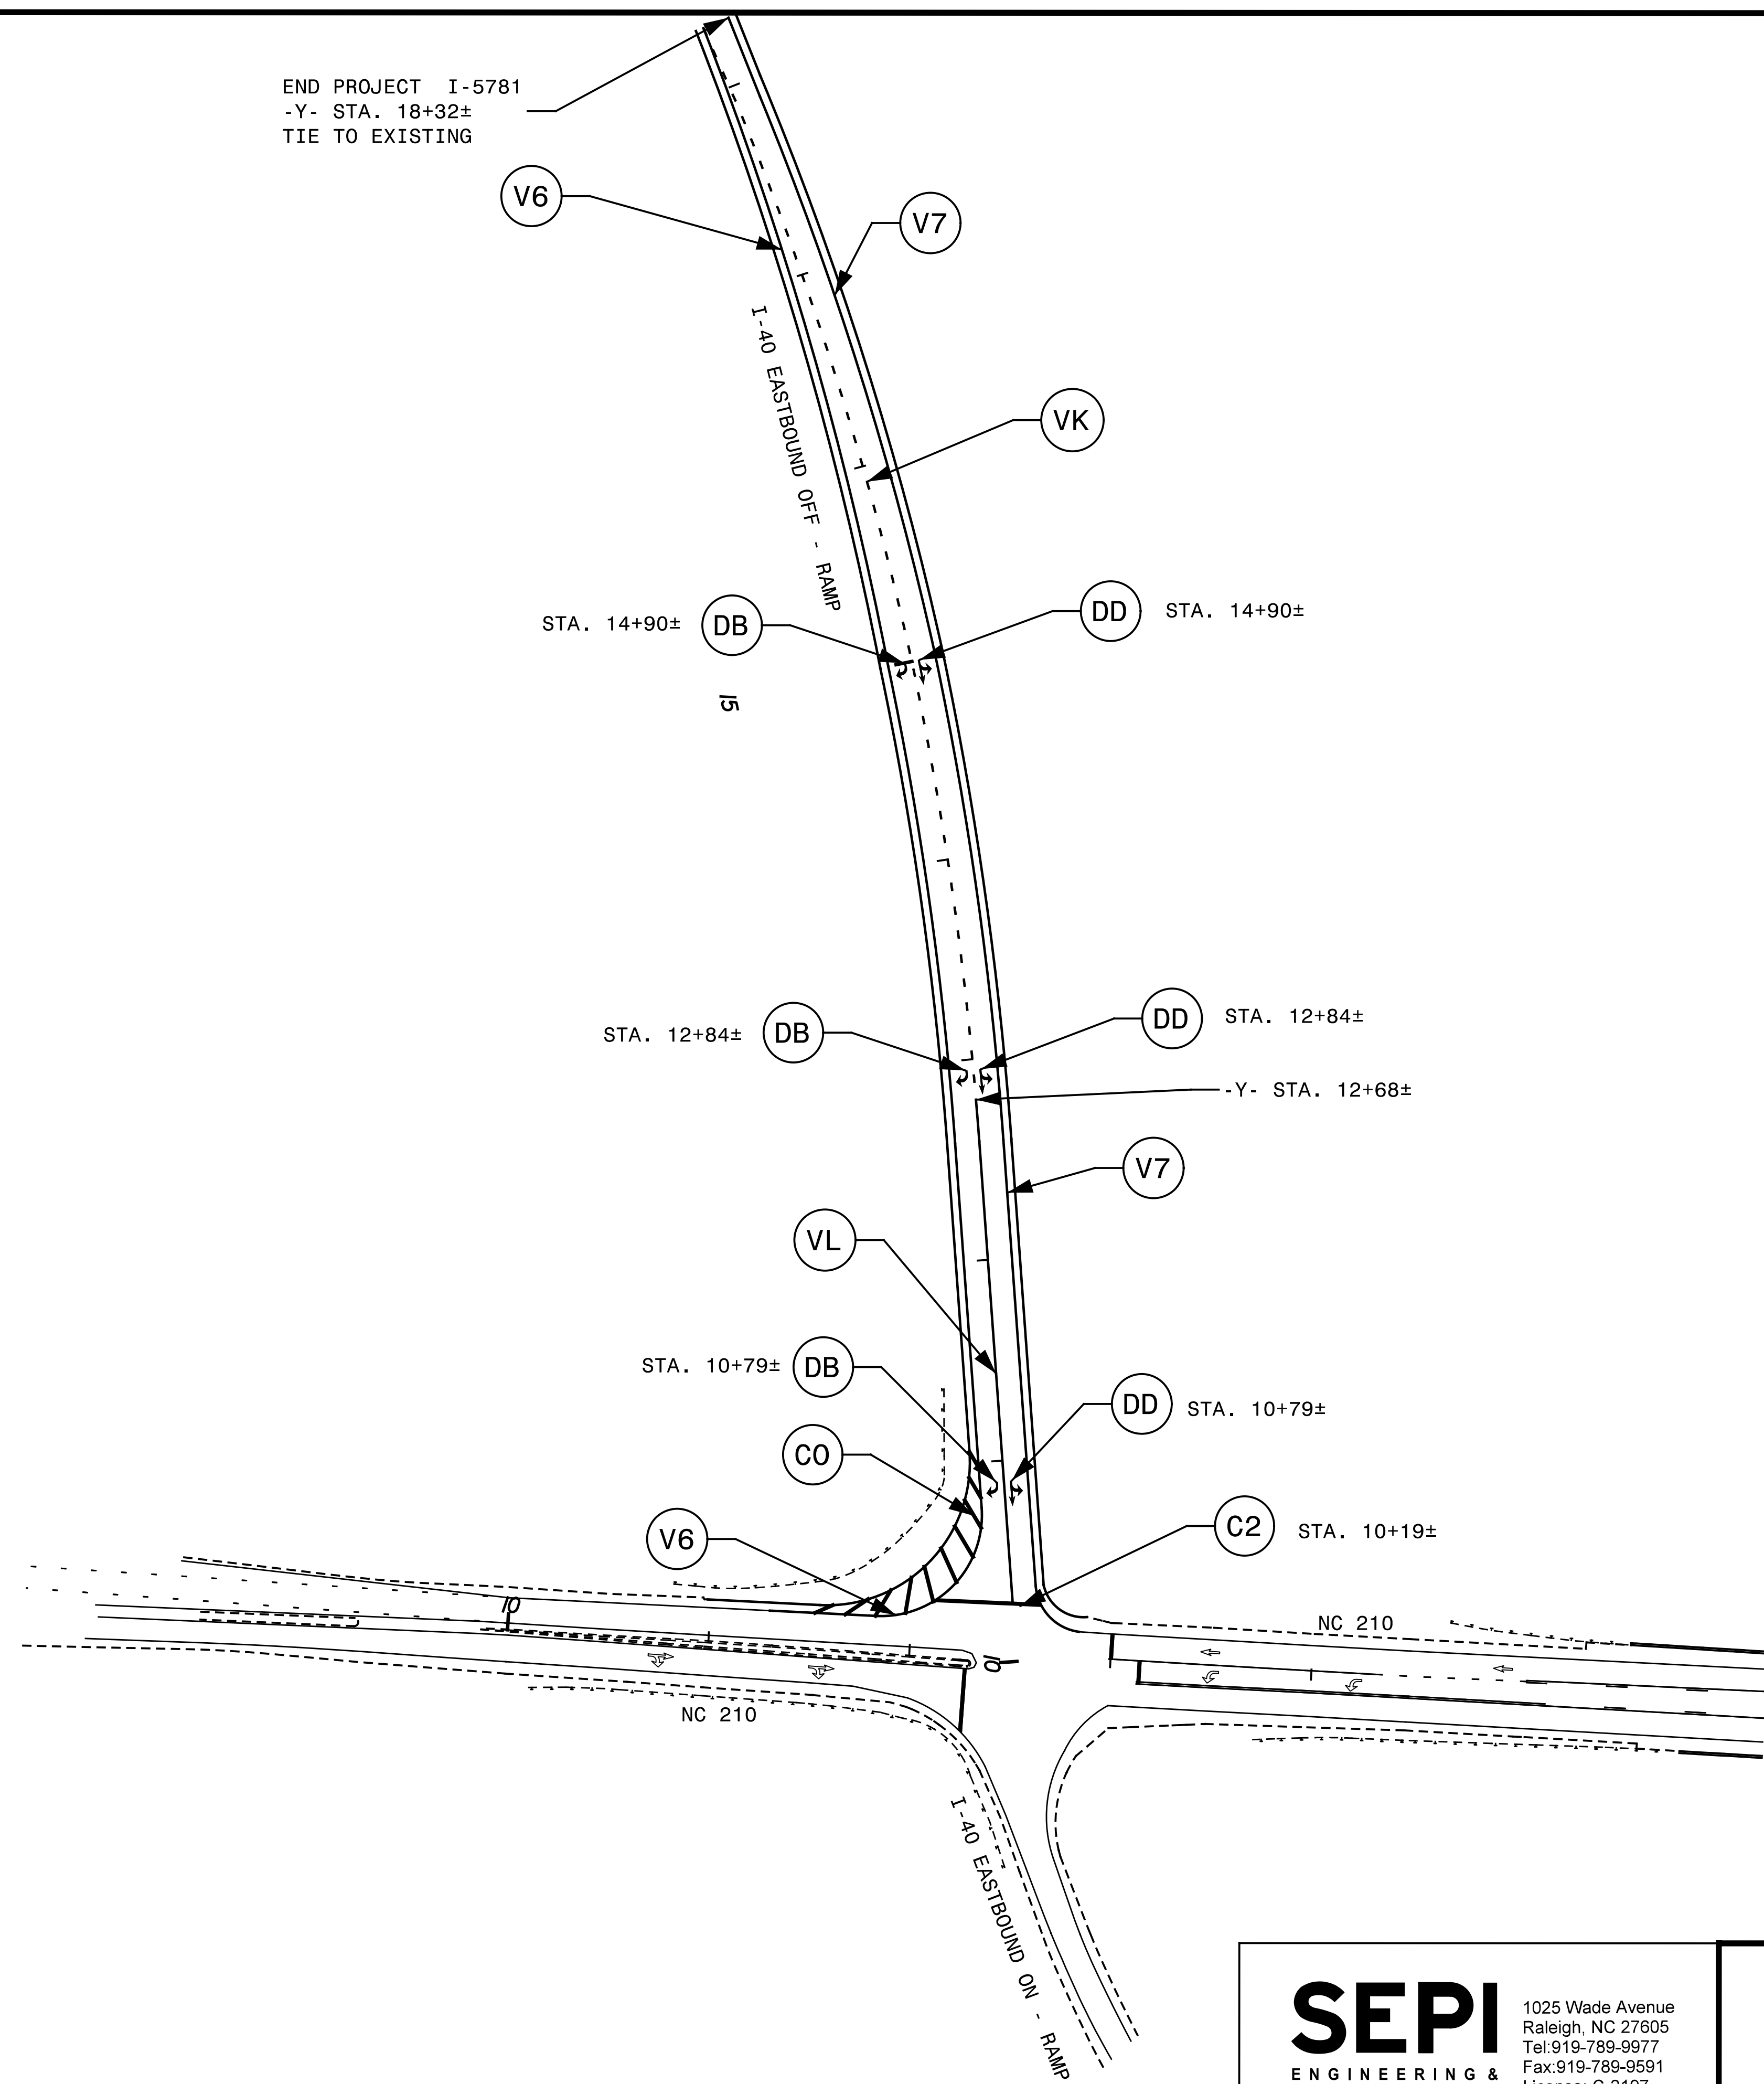 END PROJECT I-5781
-Y- STA. 18+32±
TIE TO EXISTING
V6
V7
I-40 EASTBOUND OFF - RAMP
VK
STA. 14+90±
DB
DD
STA. 14+90±
15
STA. 12+84±
DB
DD
STA. 12+84±
-Y- STA. 12+68±
V7
VL
STA. 10+79±
DB
DD
STA. 10+79±
CO
V6
C2
STA. 10+19±
10
NC 210
10
NC 210
I-40 EASTBOUND ON - RAMP
SEPI
ENGINEERING &
1025 Wade Avenue
Raleigh, NC 27605
Tel:919-789-9977
Fax:919-789-9591